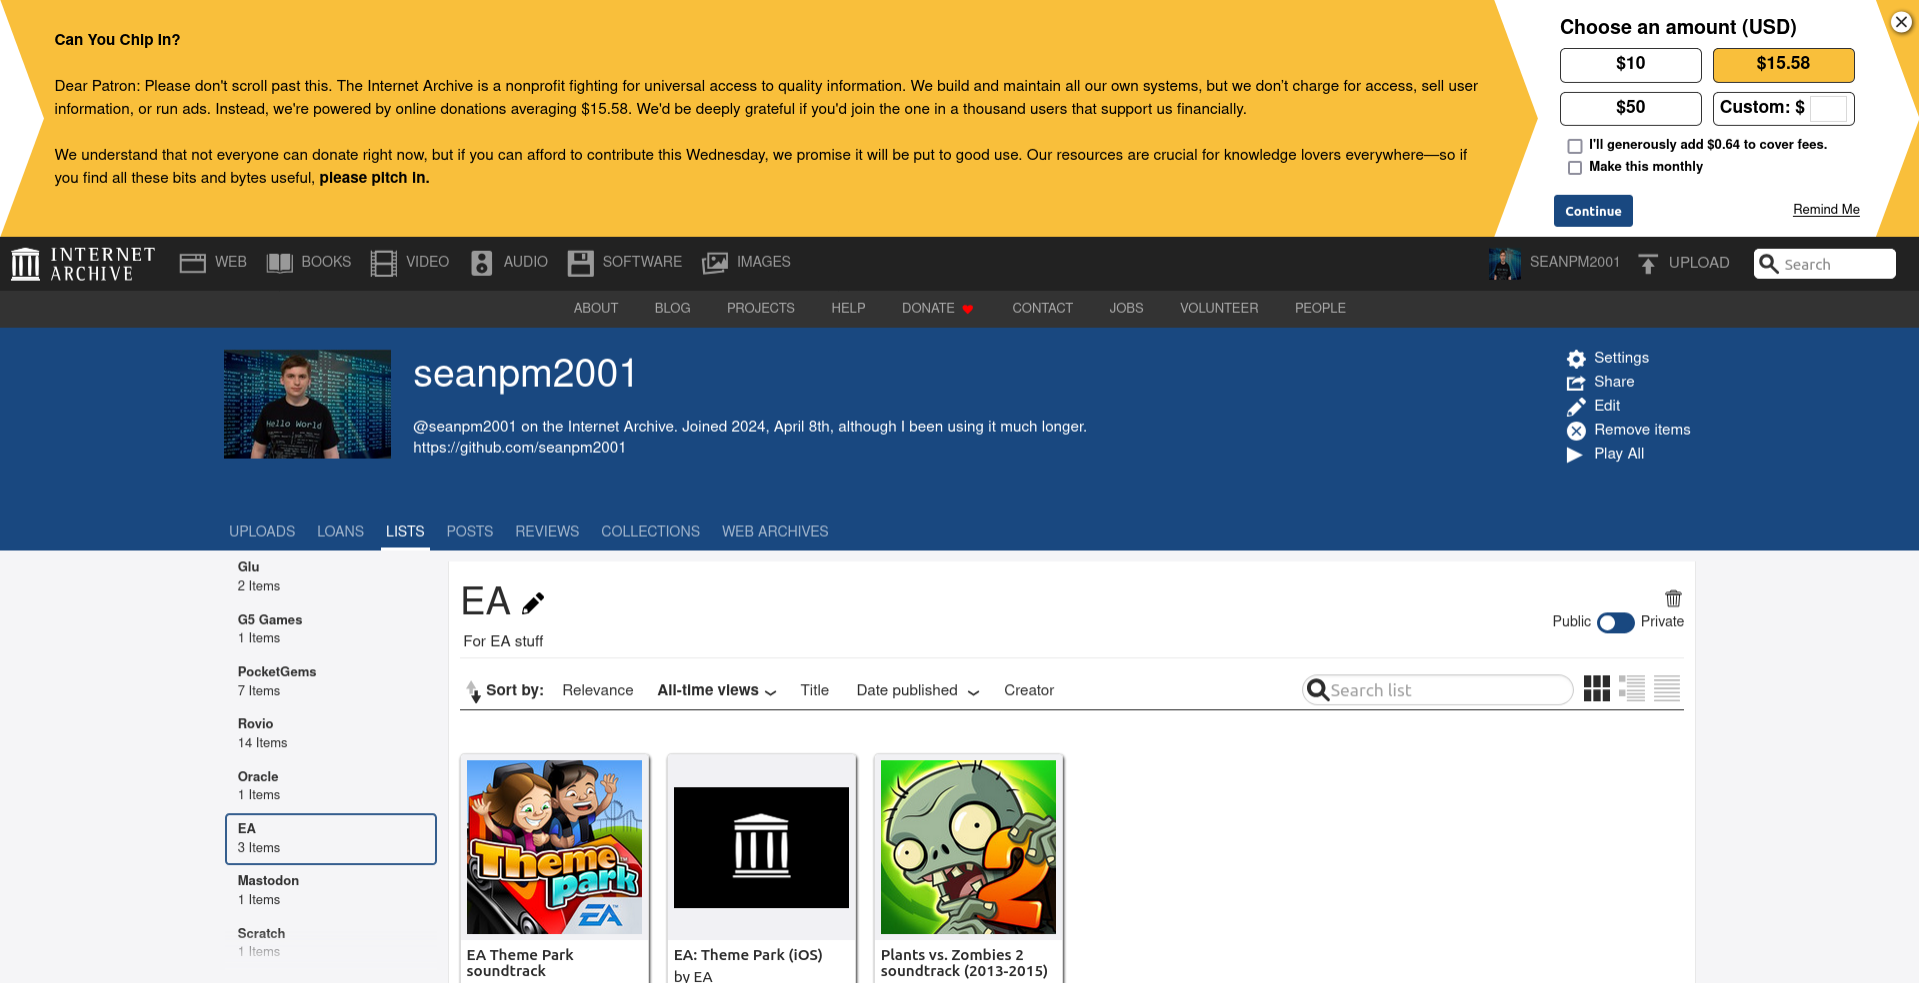 Can You Chip In?
Dear Patron: Please don't scroll past this. The Internet Archive is a nonprofit fighting for universal access to quality information. We build and maintain all our own systems, but we don’t charge for access, sell user
information, or run ads. Instead, we're powered by online donations averaging $15.58. We'd be deeply grateful if you'd join the one in a thousand users that support us financially.
We understand that not everyone can donate right now, but if you can afford to contribute this Wednesday, we promise it will be put to good use. Our resources are crucial for knowledge lovers everywhere—so if
you find all these bits and bytes useful, please pitch in.
Choose an amount (USD)
$10
$15.58
$50
Custom: $
I'll generously add $0.64 to cover fees.
Make this monthly
Continue
Remind Me
INTERNET
ARCHIVE
WEB
BOOKS
VIDEO
AUDIO
SOFTWARE
IMAGES
SEANPM2001
UPLOAD
Search
ABOUT
BLOG
PROJECTS
HELP
DONATE
CONTACT
JOBS
VOLUNTEER
PEOPLE
Hello World
seanpm2001
@seanpm2001 on the Internet Archive. Joined 2024, April 8th, although I been using it much longer.
https://github.com/seanpm2001
Settings
Share
Edit
Remove items
Play All
UPLOADS
LOANS
LISTS
POSTS
REVIEWS
COLLECTIONS
WEB ARCHIVES
Glu
2 Items
G5 Games
1 Items
PocketGems
7 Items
Rovio
14 Items
Oracle
1 Items
EA
3 Items
Mastodon
1 Items
Scratch
1 Items
EA
For EA stuff
Public
Private
Sort by:
Relevance
All-time views
Title
Date published
Creator
Search list
Theme
park
EA
EA Theme Park
soundtrack
EA: Theme Park (iOS)
by EA
2
Plants vs. Zombies 2
soundtrack (2013-2015)